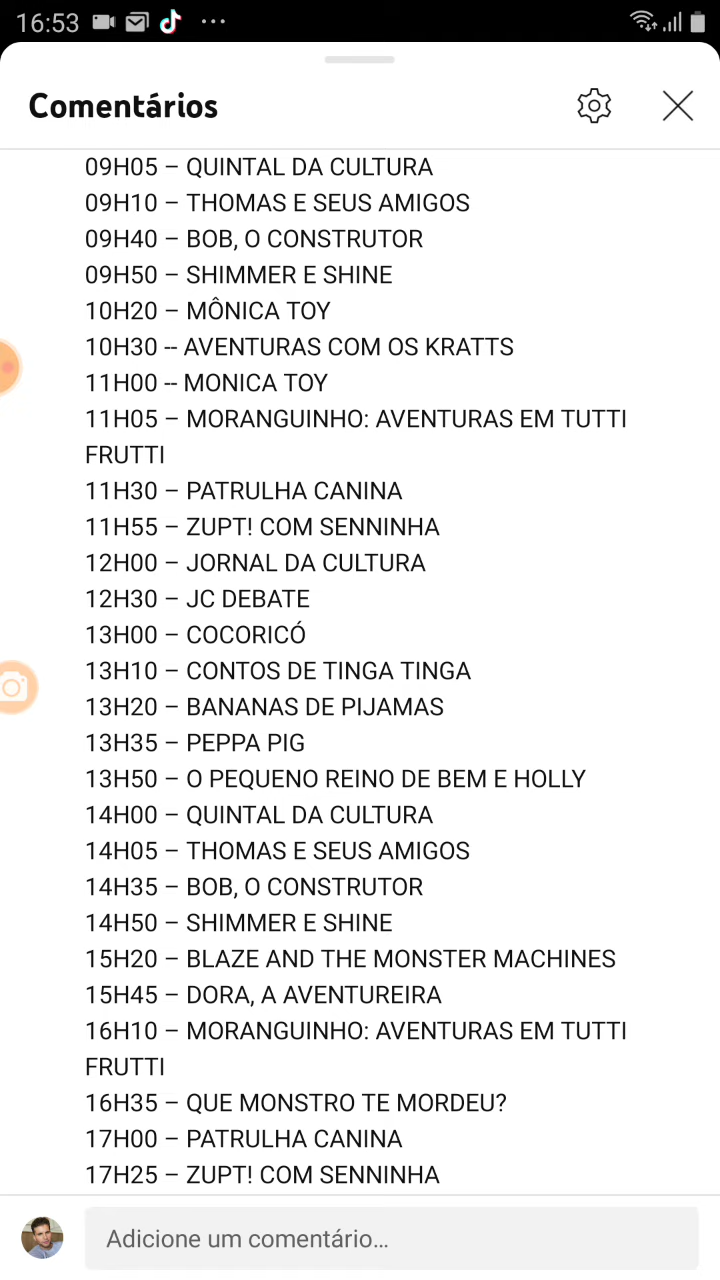 16:53
Comentários
09H05 – QUINTAL DA CULTURA
09H10 – THOMAS E SEUS AMIGOS
09H40 – BOB, O CONSTRUTOR
09H50 – SHIMMER E SHINE
10H20 – MÔNICA TOY
10H30 -- AVENTURAS COM OS KRATTS
11H00 -- MONICA TOY
11H05 – MORANGUINHO: AVENTURAS EM TUTTI
FRUTTI
11H30 – PATRULHA CANINA
11H55 – ZUPT! COM SENNINHA
12H00 – JORNAL DA CULTURA
12H30 – JC DEBATE
13H00 – COCORICÓ
13H10 – CONTOS DE TINGA TINGA
13H20 – BANANAS DE PIJAMAS
13H35 – PEPPA PIG
13H50 – O PEQUENO REINO DE BEM E HOLLY
14H00 – QUINTAL DA CULTURA
14H05 – THOMAS E SEUS AMIGOS
14H35 – BOB, O CONSTRUTOR
14H50 – SHIMMER E SHINE
15H20 – BLAZE AND THE MONSTER MACHINES
15H45 – DORA, A AVENTUREIRA
16H10 – MORANGUINHO: AVENTURAS EM TUTTI
FRUTTI
16H35 – QUE MONSTRO TE MORDEU?
17H00 – PATRULHA CANINA
17H25 – ZUPT! COM SENNINHA
Adicione um comentário...